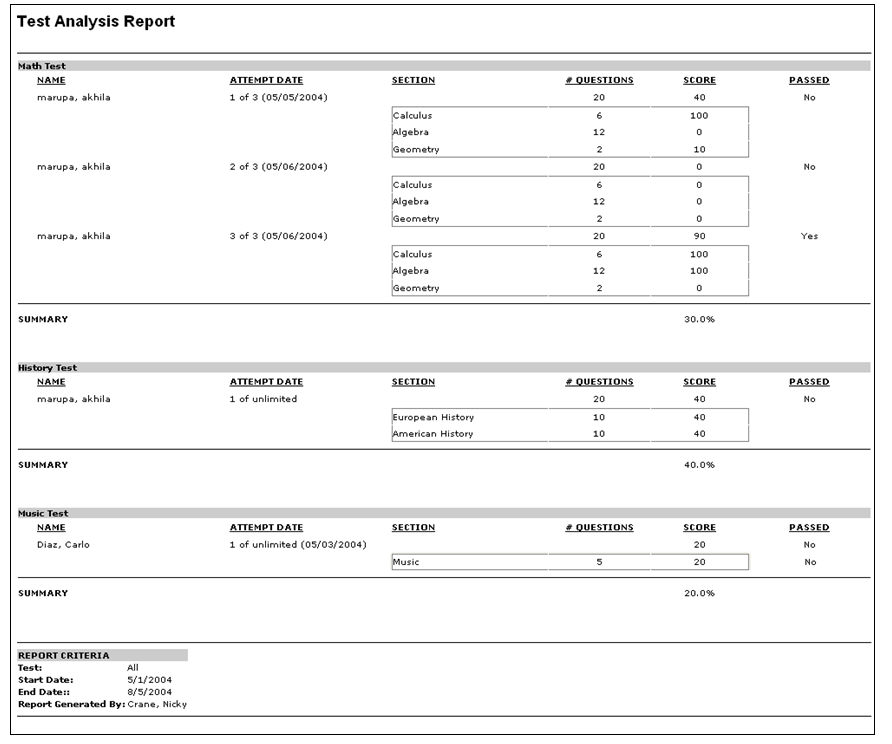 Test Analysis Report
Math Test
NAME ATTEMPT DATE SECTION # QUESTIONS SCORE PASSED
marupa, akhila 1 of 3 (05/05/2004) 20 40 No
Calculus 6 100
Algebra 12 0
Geometry 2 10
marupa, akhila 2 of 3 (05/06/2004) 20 0 No
Calculus 6 0
Algebra 12 0
Geometry 2 0
marupa, akhila 3 of 3 (05/06/2004) 20 90 Yes
Calculus 6 100
Algebra 12 100
Geometry 2 0
SUMMARY 30.0%
History Test
NAME ATTEMPT DATE SECTION # QUESTIONS SCORE PASSED
marupa, akhila 1 of unlimited 20 40 No
European History 10 40
American History 10 40
SUMMARY 40.0%
Music Test
NAME ATTEMPT DATE SECTION # QUESTIONS SCORE PASSED
Diaz, Carlo 1 of unlimited (05/03/2004) 20 No
Music 5 20 No
SUMMARY 20.0%
REPORT CRITERIA
Test: All
Start Date: 5/1/2004
End Date:: 8/5/2004
Report Generated By: Crane, Nicky